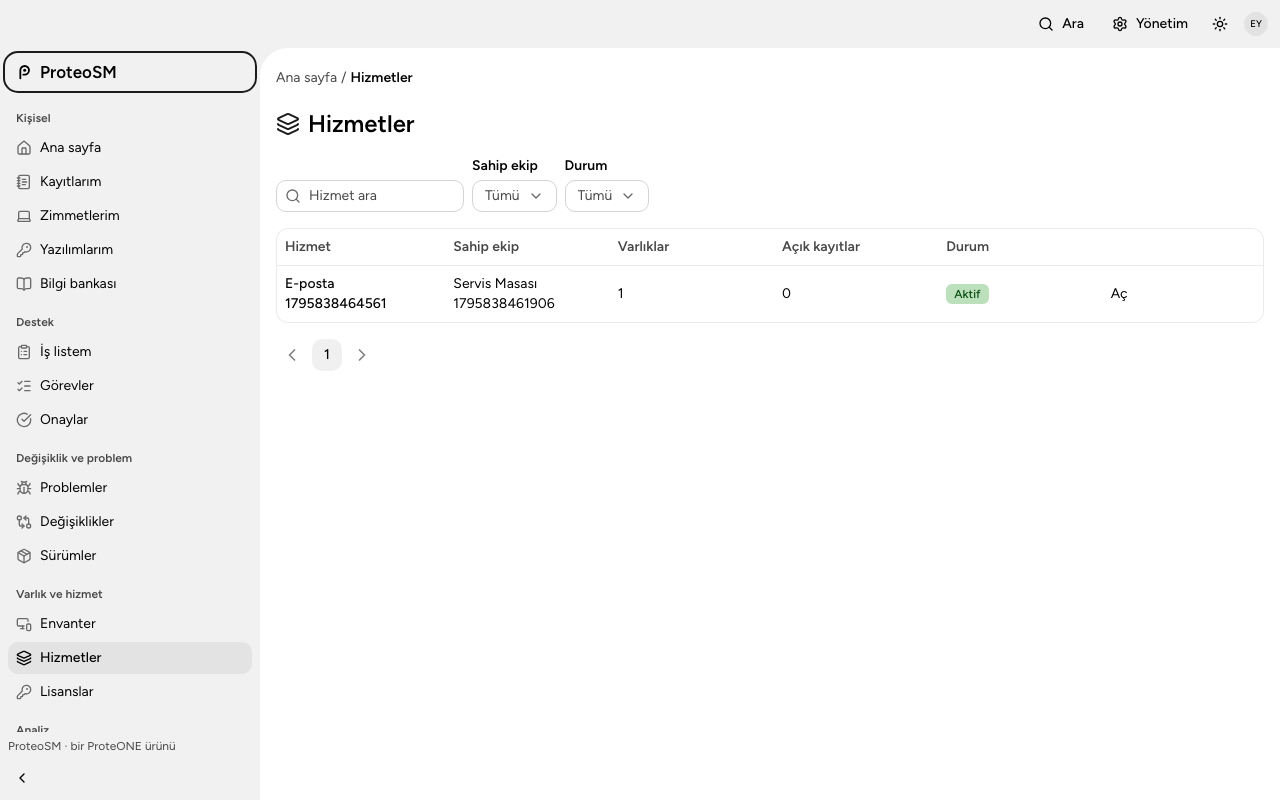 Ara
Yönetim
EY
ProteoSM
Kişisel
Ana sayfa
Kayıtlarım
Zimmetlerim
Yazılımlarım
Bilgi bankası
Destek
İş listem
Görevler
Onaylar
Değişiklik ve problem
Problemler
Değişiklikler
Sürümler
Varlık ve hizmet
Envanter
Hizmetler
Lisanslar
Analiz
ProteoSM · bir ProteONE ürünü
Ana sayfa / Hizmetler
Hizmetler
Sahip ekip Durum
Hizmet ara Tümü Tümü
Hizmet Sahip ekip Varlıklar Açık kayıtlar Durum
E-posta 1795838464561 Servis Masası 1795838461906 1 0 Aktif Aç
1